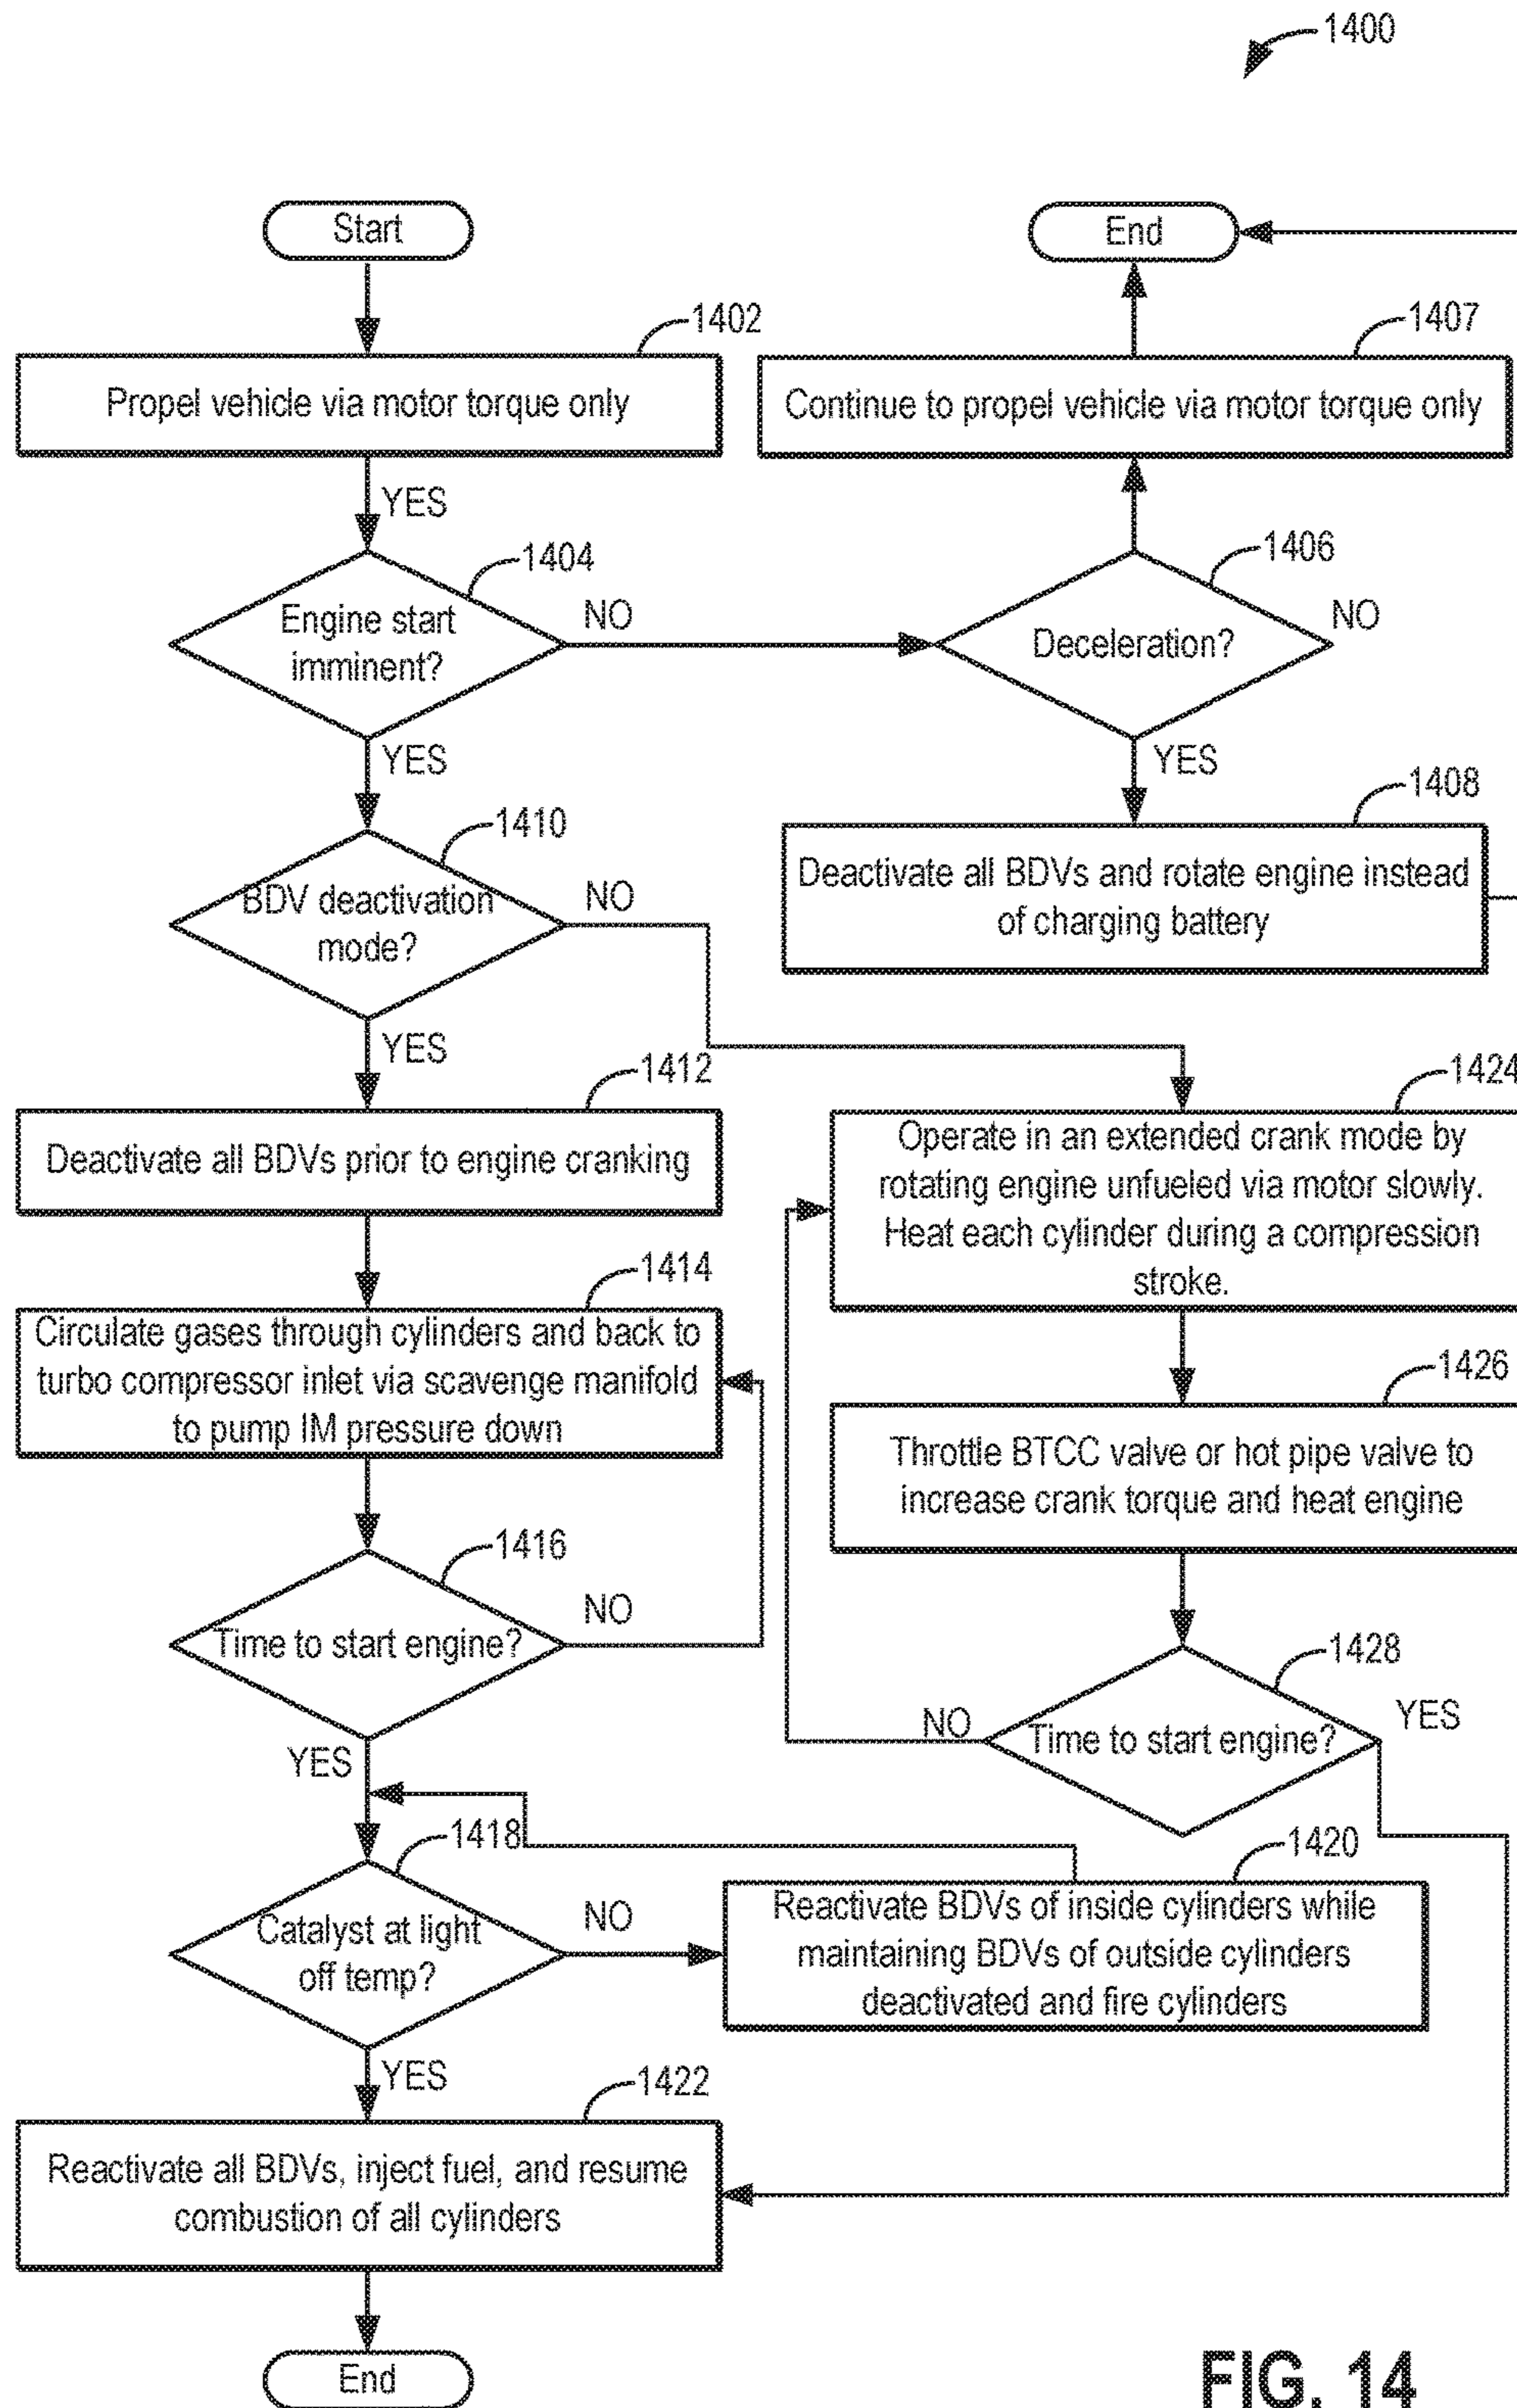 1400
Start
End
1402
Propel vehicle via motor torque only
1407
Continue to propel vehicle via motor torque only
YES
1404
Engine start
imminent?
NO
1406
Deceleration?
NO
YES
YES
1408
Deactivate all BDVs and rotate engine instead
of charging battery
1410
BDV deactivation
mode?
NO
YES
1412
Deactivate all BDVs prior to engine cranking
1424
Operate in an extended crank mode by
rotating engine unfueled via motor slowly.
Heat each cylinder during a compression
stroke.
1414
Circulate gases through cylinders and back to
turbo compressor inlet via scavenge manifold
to pump IM pressure down
1426
Throttle BTCC valve or hot pipe valve to
increase crank torque and heat engine
1416
Time to start engine?
NO
YES
1428
Time to start engine?
NO
YES
1418
Catalyst at light
off temp?
NO
YES
1420
Reactivate BDVs of inside cylinders while
maintaining BDVs of outside cylinders
deactivated and fire cylinders
1422
Reactivate all BDVs, inject fuel, and resume
combustion of all cylinders
End
FIG. 14